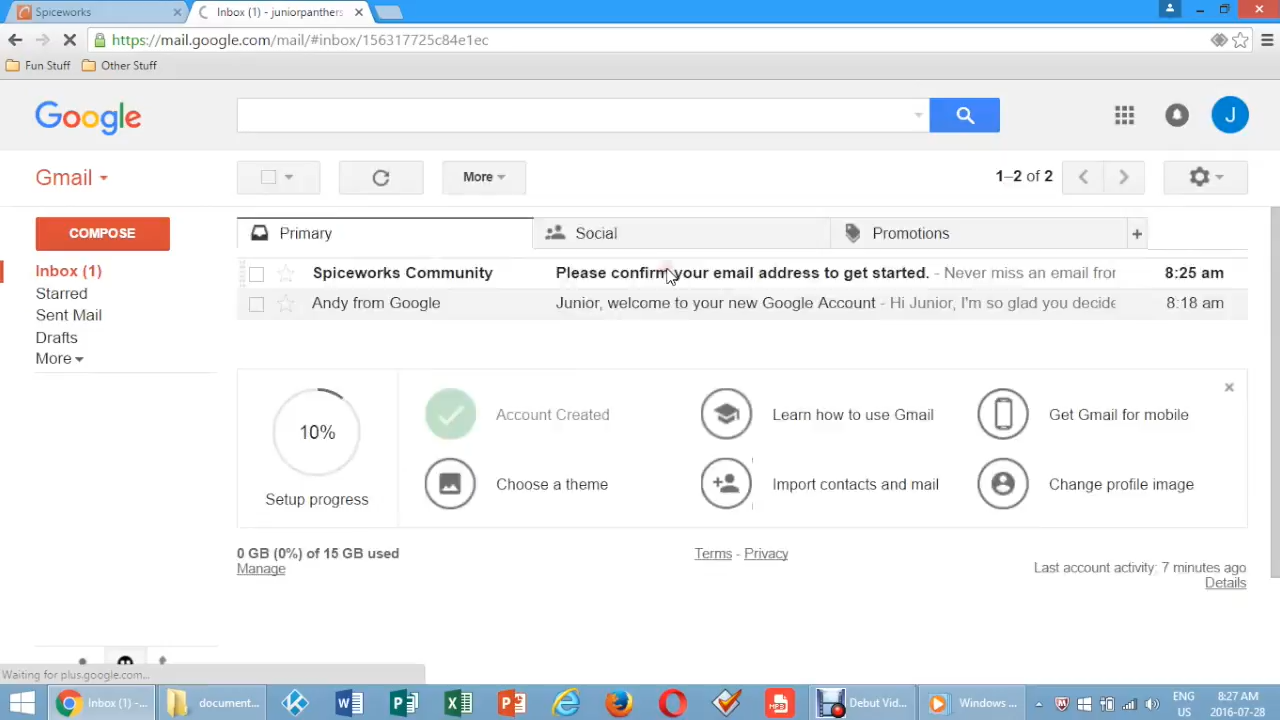 Spiceworks
Inbox (1) - juniorpanthers
https://mail.google.com/mail/#inbox/156317725c84e1ec
Fun Stuff
Other Stuff
Google
J
Gmail
More
1–2 of 2
COMPOSE
Primary
Social
Promotions
+
Inbox (1)
Starred
Sent Mail
Drafts
More
Spiceworks Community Please confirm your email address to get started. - Never miss an email from 8:25 am
Andy from Google Junior, welcome to your new Google Account - Hi Junior, I'm so glad you decide 8:18 am
10%
Setup progress
Account Created
Learn how to use Gmail
Get Gmail for mobile
Choose a theme
Import contacts and mail
Change profile image
0 GB (0%) of 15 GB used
Manage
Terms - Privacy
Last account activity: 7 minutes ago
Details
Waiting for plus.google.com...
Inbox (1) -...
document...
Debut Vid...
Windows ...
ENG
US
8:27 AM
2016-07-28